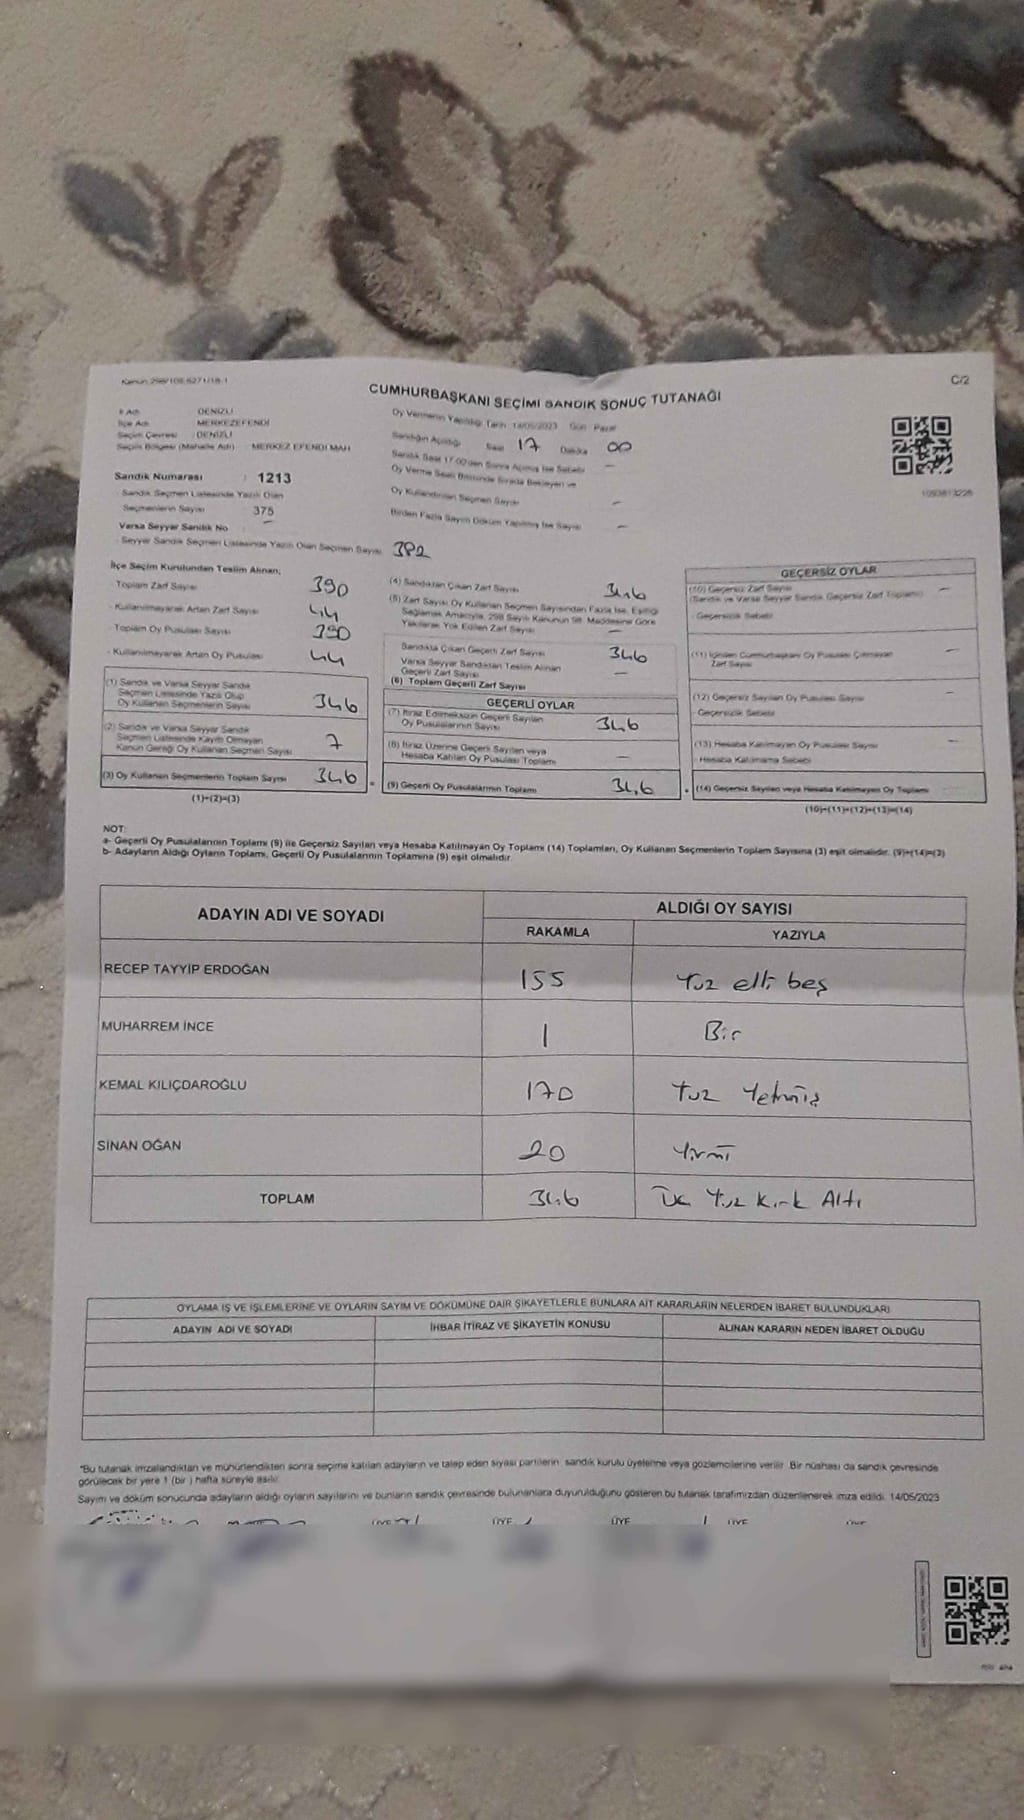 Kanun:298/105-6271/18-1
C/2
CUMHURBAŞKANI SEÇİMİ SANDIK SONUÇ TUTANAĞI
İl Adı : DENİZLİ
İlçe Adı : MERKEZEFENDİ
Seçim Çevresi : DENİZLİ
Seçim Bölgesi (Mahalle Adı) : MERKEZ EFENDİ MAH
Sandık Numarası : 1213
- Sandık Seçmen Listesinde Yazılı Olan
Seçmenlerin Sayısı 375
Varsa Seyyar Sandık No : —
- Seyyar Sandık Seçmen Listesinde Yazılı Olan Seçmen Sayısı 382
Oy Vermenin Yapıldığı Tarih 14/05/2023 Gün Pazar
Sandığın Açıldığı Saat 17 Dakika 00
Sandık Saat 17:00'den Sonra Açılmış İse Sebebi —
Oy Verme Saati Bitiminde Sırada Bekleyen ve
Oy Kullandırılan Seçmen Sayısı —
Birden Fazla Sayım Döküm Yapılmış İse Sayısı —
İlçe Seçim Kurulundan Teslim Alınan;
Toplam Zarf Sayısı 390
- Kullanılmayarak Artan Zarf Sayısı 44
Toplam Oy Pusulası Sayısı 390
- Kullanılmayarak Artan Oy Pusulası 44
(1) Sandık ve Varsa Seyyar Sandık
Seçmen Listesinde Yazılı Olup
Oy Kullanan Seçmenlerin Sayısı 346
(2) Sandık ve Varsa Seyyar Sandık
Seçmen Listesinde Kayıtlı Olmayan
Kanun Gereği Oy Kullanan Seçmen Sayısı 7
(3) Oy Kullanan Seçmenlerin Toplam Sayısı 346
(1)+(2)=(3)
(4) Sandıktan Çıkan Zarf Sayısı 346
(5) Zarf Sayısı Oy Kullanan Seçmen Sayısından Fazla İse, Eşitliği
Sağlamak Amacıyla, 298 Sayılı Kanunun 98. Maddesine Göre
Yakılarak Yok Edilen Zarf Sayısı —
Sandıkta Çıkan Geçerli Zarf Sayısı 346
Varsa Seyyar Sandıktan Teslim Alınan
Geçerli Zarf Sayısı —
(6) Toplam Geçerli Zarf Sayısı
GEÇERLİ OYLAR
(7) İtiraz Edilmeksizin Geçerli Sayılan
Oy Pusulalarının Sayısı 346
(8) İtiraz Üzerine Geçerli Sayılan veya
Hesaba Katılan Oy Pusulası Toplamı —
(9) Geçerli Oy Pusulalarının Toplamı 346
GEÇERSİZ OYLAR
(10) Geçersiz Zarf Sayısı —
(Sandık ve Varsa Seyyar Sandık Geçersiz Zarf Toplamı)
- Geçersizlik Sebebi
(11) İçinden Cumhurbaşkanı Oy Pusulası Çıkmayan —
Zarf Sayısı
(12) Geçersiz Sayılan Oy Pusulası Sayısı —
- Geçersizlik Sebebi
(13) Hesaba Katılmayan Oy Pusulası Sayısı —
- Hesaba Katılmama Sebebi
(14) Geçersiz Sayılan veya Hesaba Katılmayan Oy Toplamı
(10)+(11)+(12)+(13)=(14)
NOT:
a- Geçerli Oy Pusulalarının Toplamı (9) ile Geçersiz Sayılan veya Hesaba Katılmayan Oy Toplamı (14) Toplamları, Oy Kullanan Seçmenlerin Toplam Sayısına (3) eşit olmalıdır. (9)+(14)=(3)
b- Adayların Aldığı Oyların Toplamı, Geçerli Oy Pusulalarının Toplamına (9) eşit olmalıdır.
ADAYIN ADI VE SOYADI
ALDIĞI OY SAYISI
RAKAMLA YAZIYLA
RECEP TAYYİP ERDOĞAN 155 Yüz elli beş
MUHARREM İNCE 1 Bir
KEMAL KILIÇDAROĞLU 170 Yüz Yetmiş
SİNAN OĞAN 20 Yirmi
TOPLAM 346 Üç Yüz Kırk Altı
OYLAMA İŞ VE İŞLEMLERİNE VE OYLARIN SAYIM VE DÖKÜMÜNE DAİR ŞİKAYETLERLE BUNLARA AİT KARARLARIN NELERDEN İBARET BULUNDUKLARI
ADAYIN ADI VE SOYADI İHBAR İTİRAZ VE ŞİKAYETİN KONUSU ALINAN KARARIN NEDEN İBARET OLDUĞU
*Bu tutanak imzalandıktan ve mühürlendikten sonra seçime katılan adayların ve talep eden siyasi partilerin sandık kurulu üyelerine veya gözlemcilerine verilir. Bir nüshası da sandık çevresinde
görülecek bir yere 1 (bir ) hafta süreyle asılır.
Sayım ve döküm sonucunda adayların aldığı oyların sayılarını ve bunların sandık çevresinde bulunanlara duyurulduğunu gösteren bu tutanak tarafımızdan düzenlenerek imza edildi. 14/05/2023
ÜYE ÜYE ÜYE ÜYE ÜYE